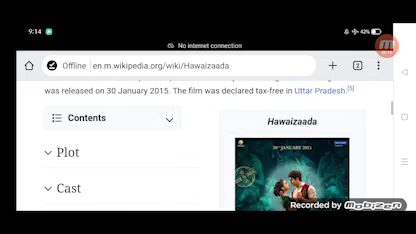 9:14
42%
No internet connection
Offline en.m.wikipedia.org/wiki/Hawaizaada
2
was released on 30 January 2015. The film was declared tax-free in Uttar Pradesh.[5]
Contents
Hawaizaada
Plot
30TH JANUARY 2015
Cast
Recorded by MOBIZEN